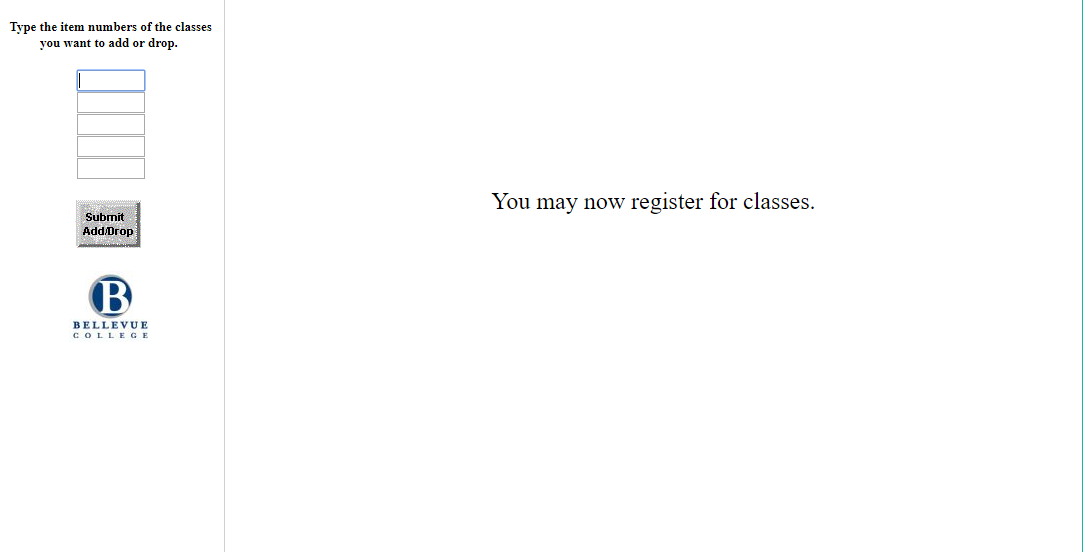 Type the item numbers of the classes
you want to add or drop.
Submit
Add/Drop
B
BELLEVUE
COLLEGE
You may now register for classes.